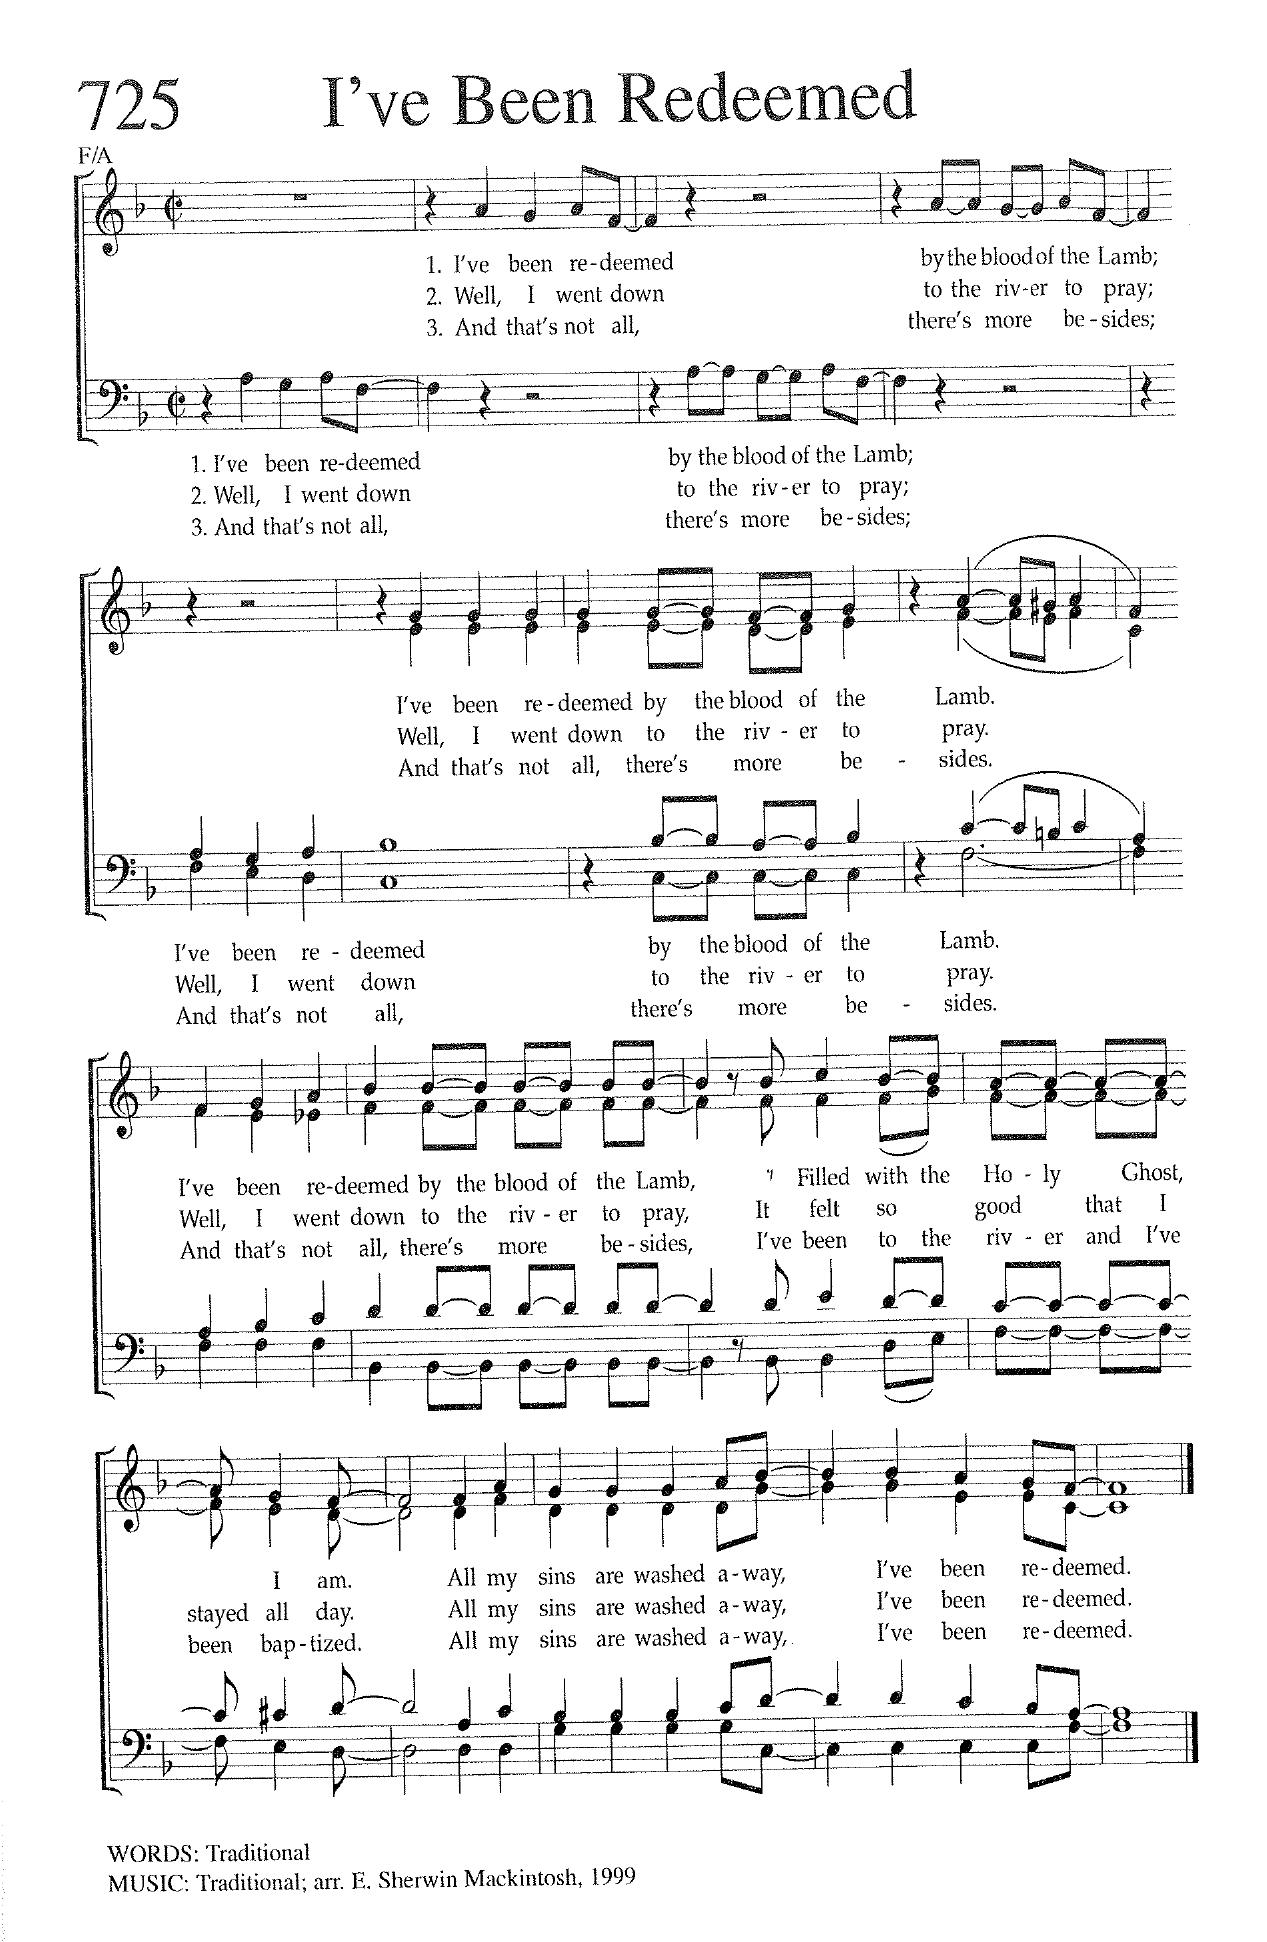 725 I've Been Redeemed
F/A
1. I've been re-deemed by the blood of the Lamb;
2. Well, I went down to the riv-er to pray;
3. And that's not all, there's more be-sides;
1. I've been re-deemed by the blood of the Lamb;
2. Well, I went down to the riv-er to pray;
3. And that's not all, there's more be-sides;
I've been re-deemed by the blood of the Lamb.
Well, I went down to the riv - er to pray.
And that's not all, there's more be - sides.
I've been re - deemed by the blood of the Lamb.
Well, I went down to the riv - er to pray.
And that's not all, there's more be - sides.
I've been re-deemed by the blood of the Lamb, Filled with the Ho - ly Ghost,
Well, I went down to the riv - er to pray, It felt so good that I
And that's not all, there's more be-sides, I've been to the riv - er and I've
I am. All my sins are washed a-way, I've been re-deemed.
stayed all day. All my sins are washed a-way, I've been re-deemed.
been bap-tized. All my sins are washed a-way, I've been re-deemed.
WORDS: Traditional
MUSIC: Traditional; arr. E. Sherwin Mackintosh, 1999